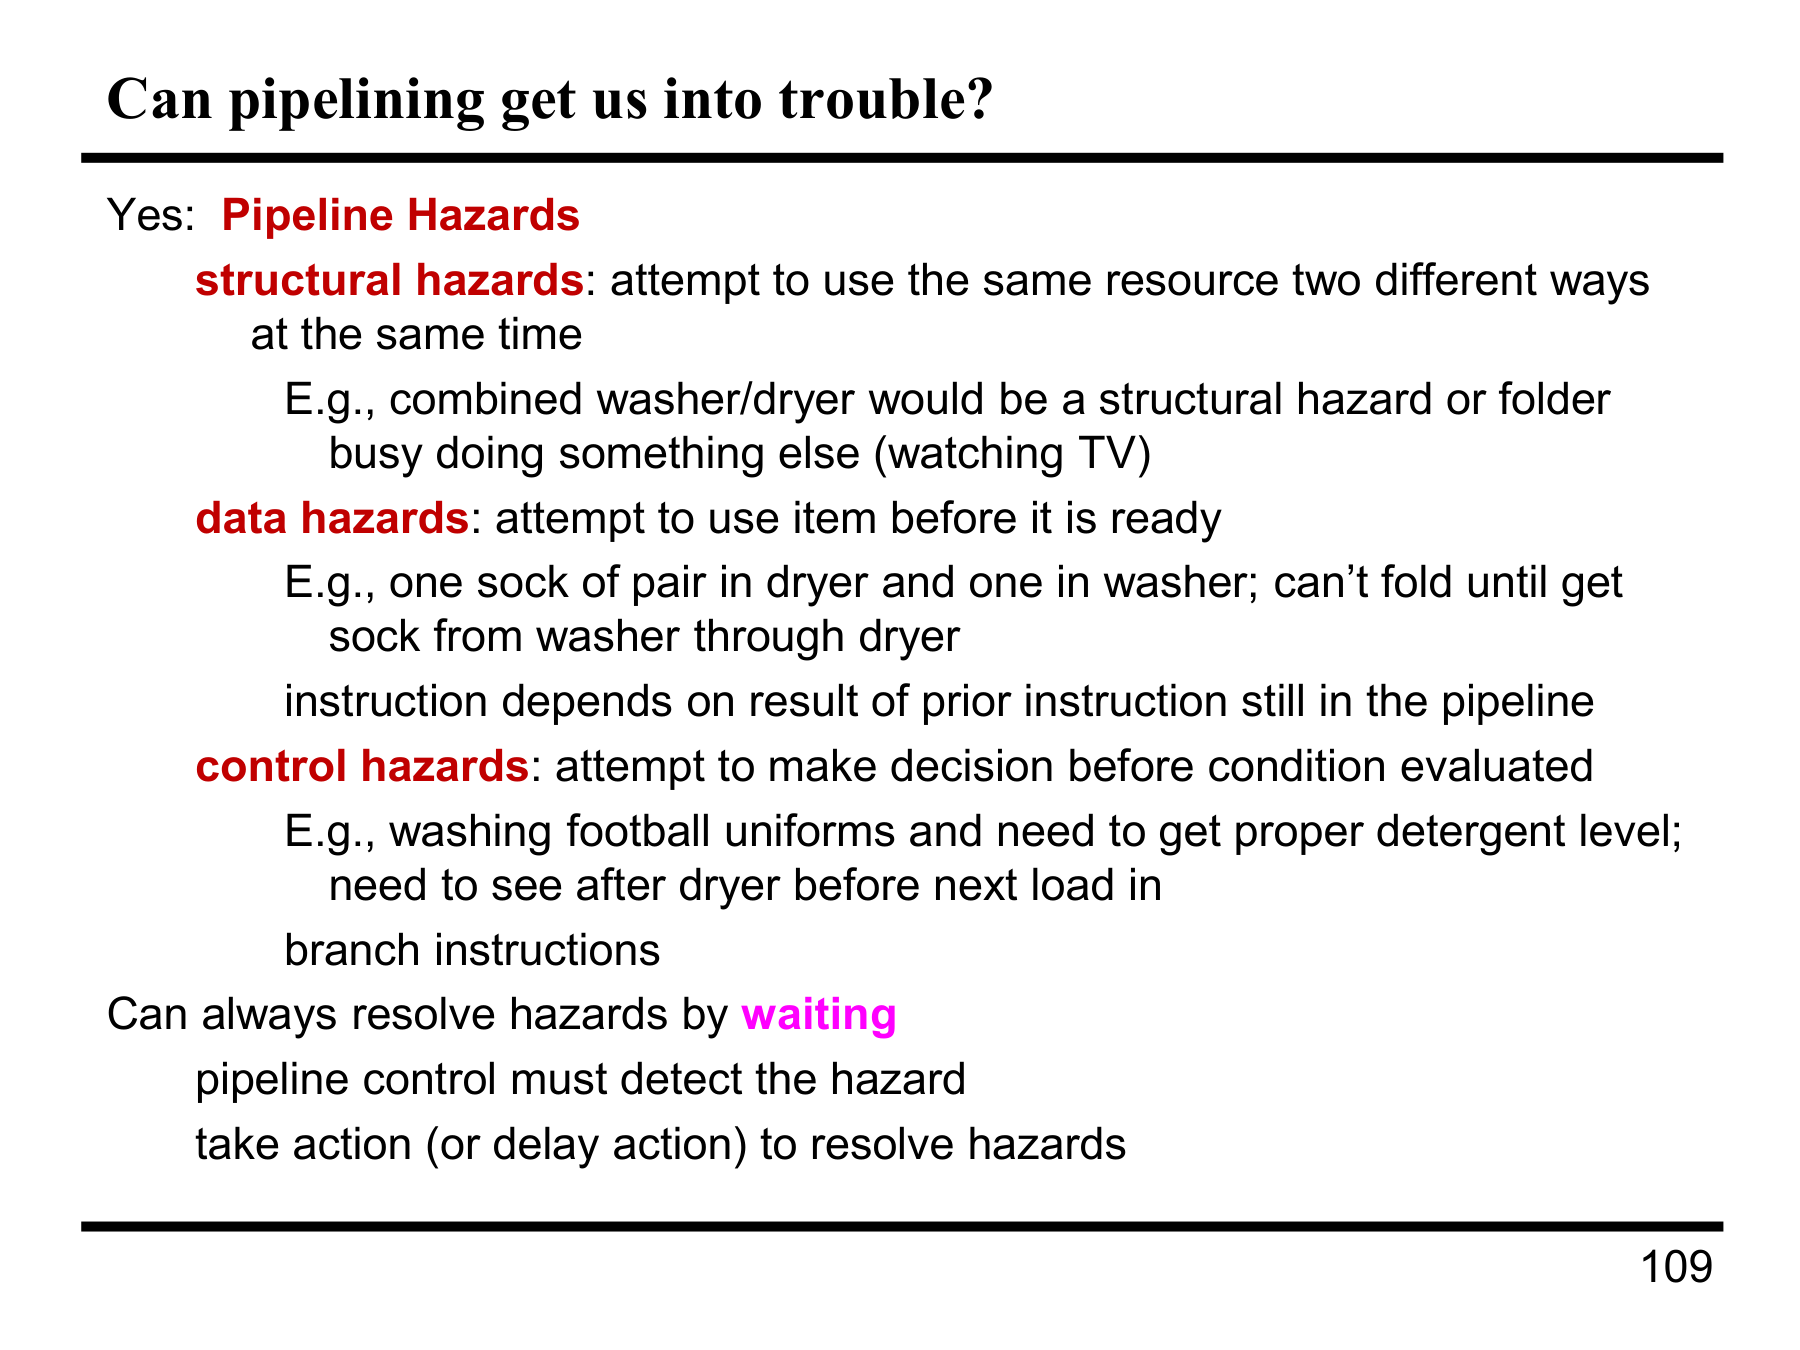 Can pipelining get us into trouble?
Yes: Pipeline Hazards
structural hazards: attempt to use the same resource two different ways
at the same time
E.g., combined washer/dryer would be a structural hazard or folder
busy doing something else (watching TV)
data hazards: attempt to use item before it is ready
E.g., one sock of pair in dryer and one in washer; can’t fold until get
sock from washer through dryer
instruction depends on result of prior instruction still in the pipeline
control hazards: attempt to make decision before condition evaluated
E.g., washing football uniforms and need to get proper detergent level;
need to see after dryer before next load in
branch instructions
Can always resolve hazards by waiting
pipeline control must detect the hazard
take action (or delay action) to resolve hazards
109